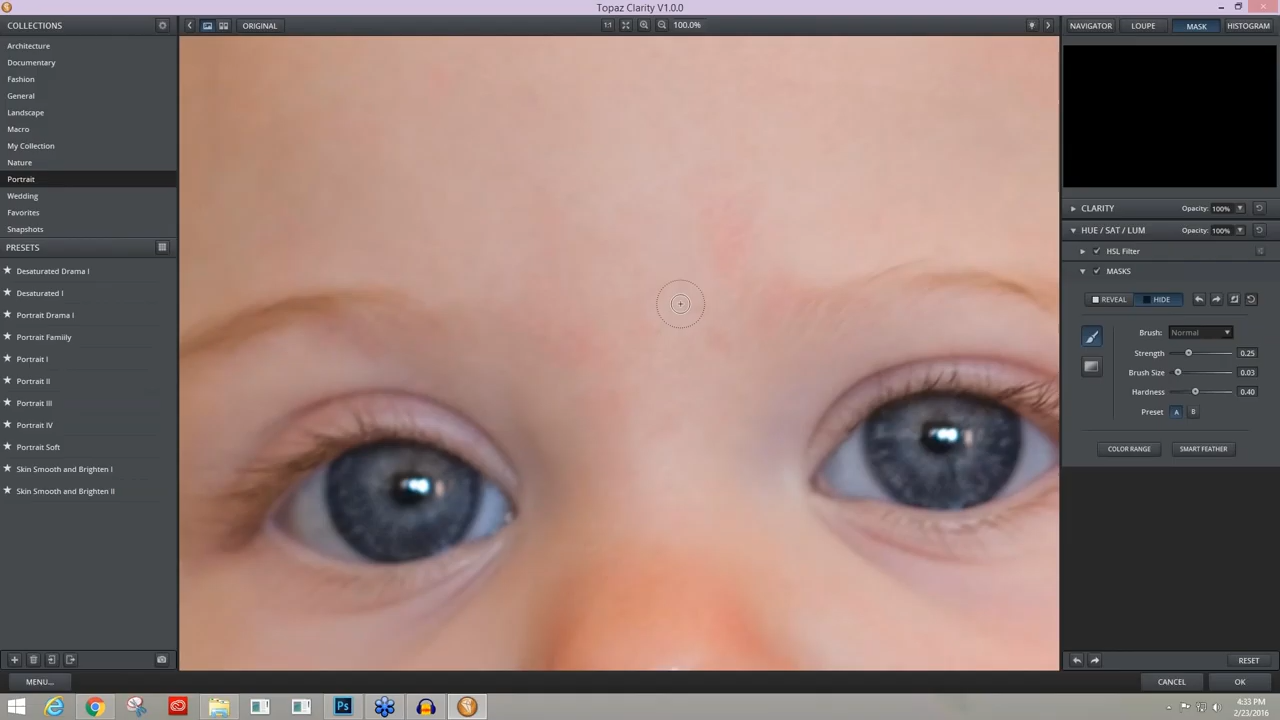 Topaz Clarity V1.0.0
COLLECTIONS
ORIGINAL
1:1
100.0%
NAVIGATOR
LOUPE
MASK
HISTOGRAM
Architecture
Documentary
Fashion
General
Landscape
Macro
My Collection
Nature
Portrait
Wedding
Favorites
Snapshots
PRESETS
Desaturated Drama I
Desaturated I
Portrait Drama I
Portrait Familly
Portrait I
Portrait II
Portrait III
Portrait IV
Portrait Soft
Skin Smooth and Brighten I
Skin Smooth and Brighten II
MENU...
CLARITY Opacity: 100%
HUE / SAT / LUM Opacity: 100%
HSL Filter
MASKS
REVEAL HIDE
Brush: Normal
Strength 0.25
Brush Size 0.03
Hardness 0.40
Preset A B
COLOR RANGE SMART FEATHER
RESET
CANCEL OK
Ps
4:33 PM
2/23/2016